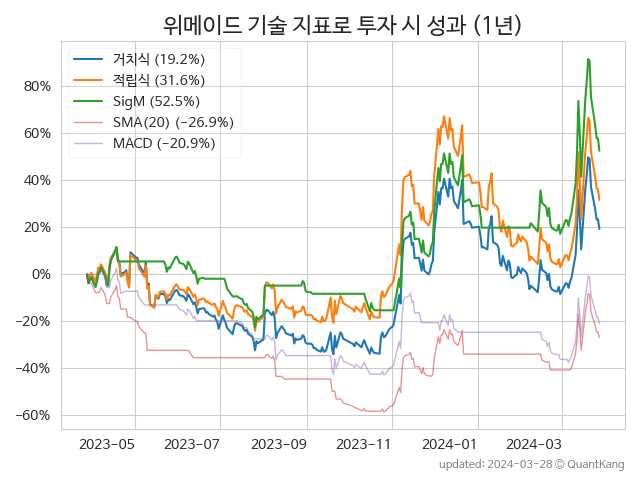 위메이드 기술 지표로 투자 시 성과 (1년)
거치식 (19.2%)
적립식 (31.6%)
SigM (52.5%)
SMA(20) (−26.9%)
MACD (−20.9%)
80%
60%
40%
20%
0%
−20%
−40%
−60%
2023-05 2023-07 2023-09 2023-11 2024-01 2024-03
updated: 2024-03-28 © QuantKang